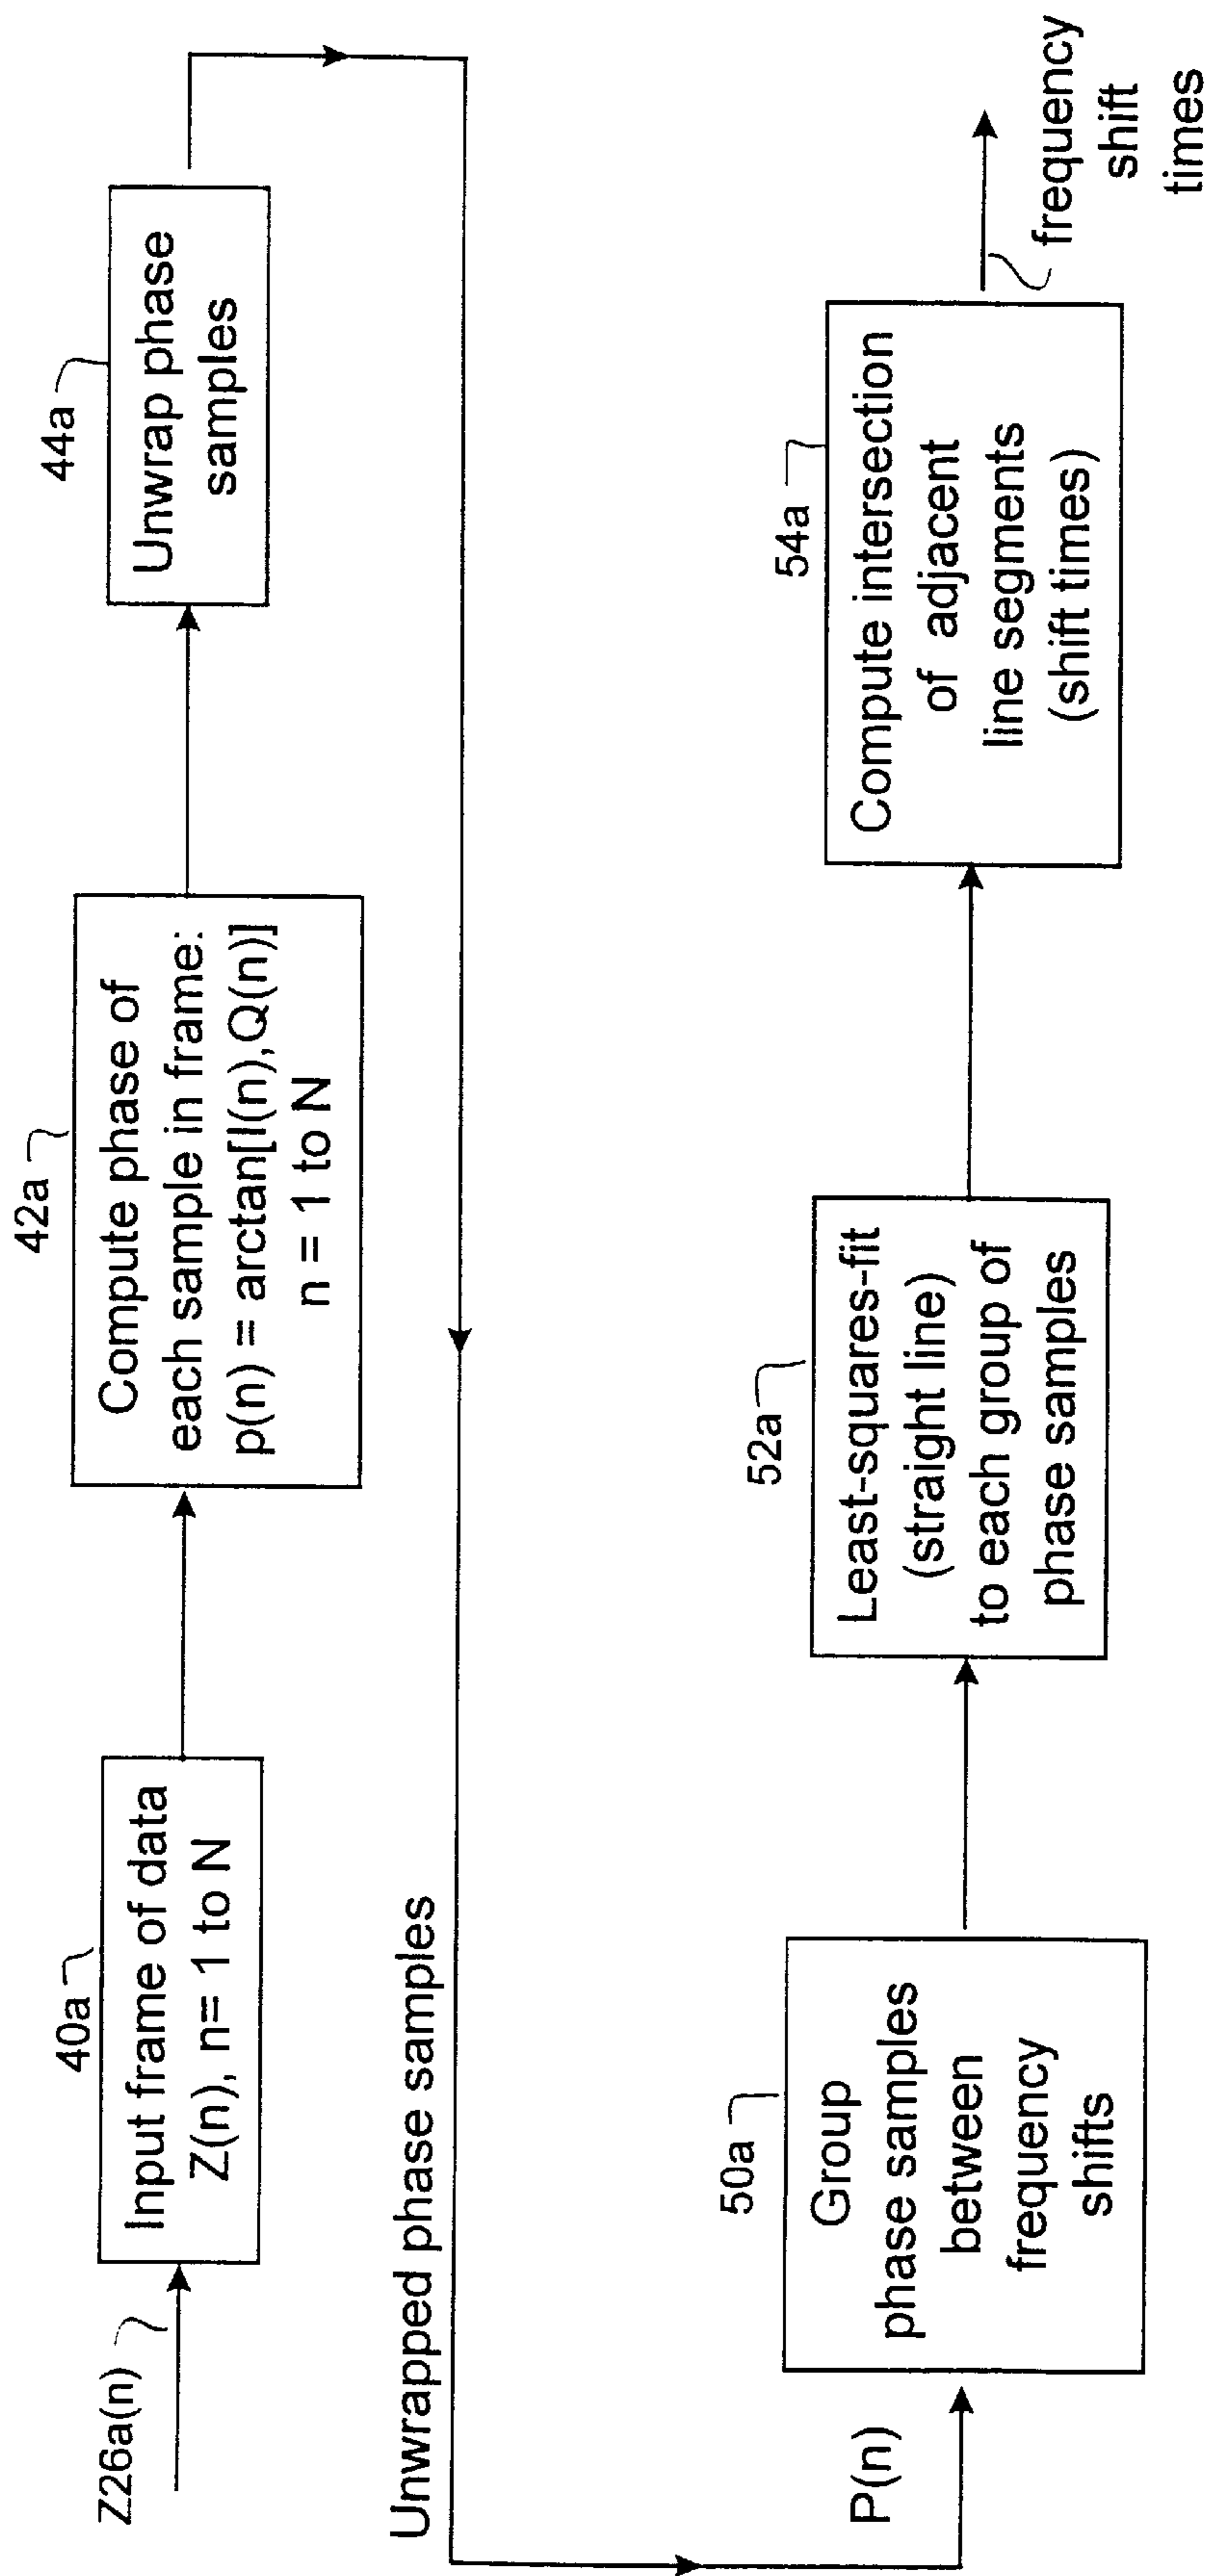 Z26a(n)
40a
Input frame of data
Z(n), n= 1 to N
42a
Compute phase of
each sample in frame:
p(n) = arctan[I(n),Q(n)]
n = 1 to N
44a
Unwrap phase
samples
Unwrapped phase samples
P(n)
50a
Group
phase samples
between
frequency
shifts
52a
Least-squares-fit
(straight line)
to each group of
phase samples
54a
Compute intersection
of adjacent
line segments
(shift times)
frequency
shift
times